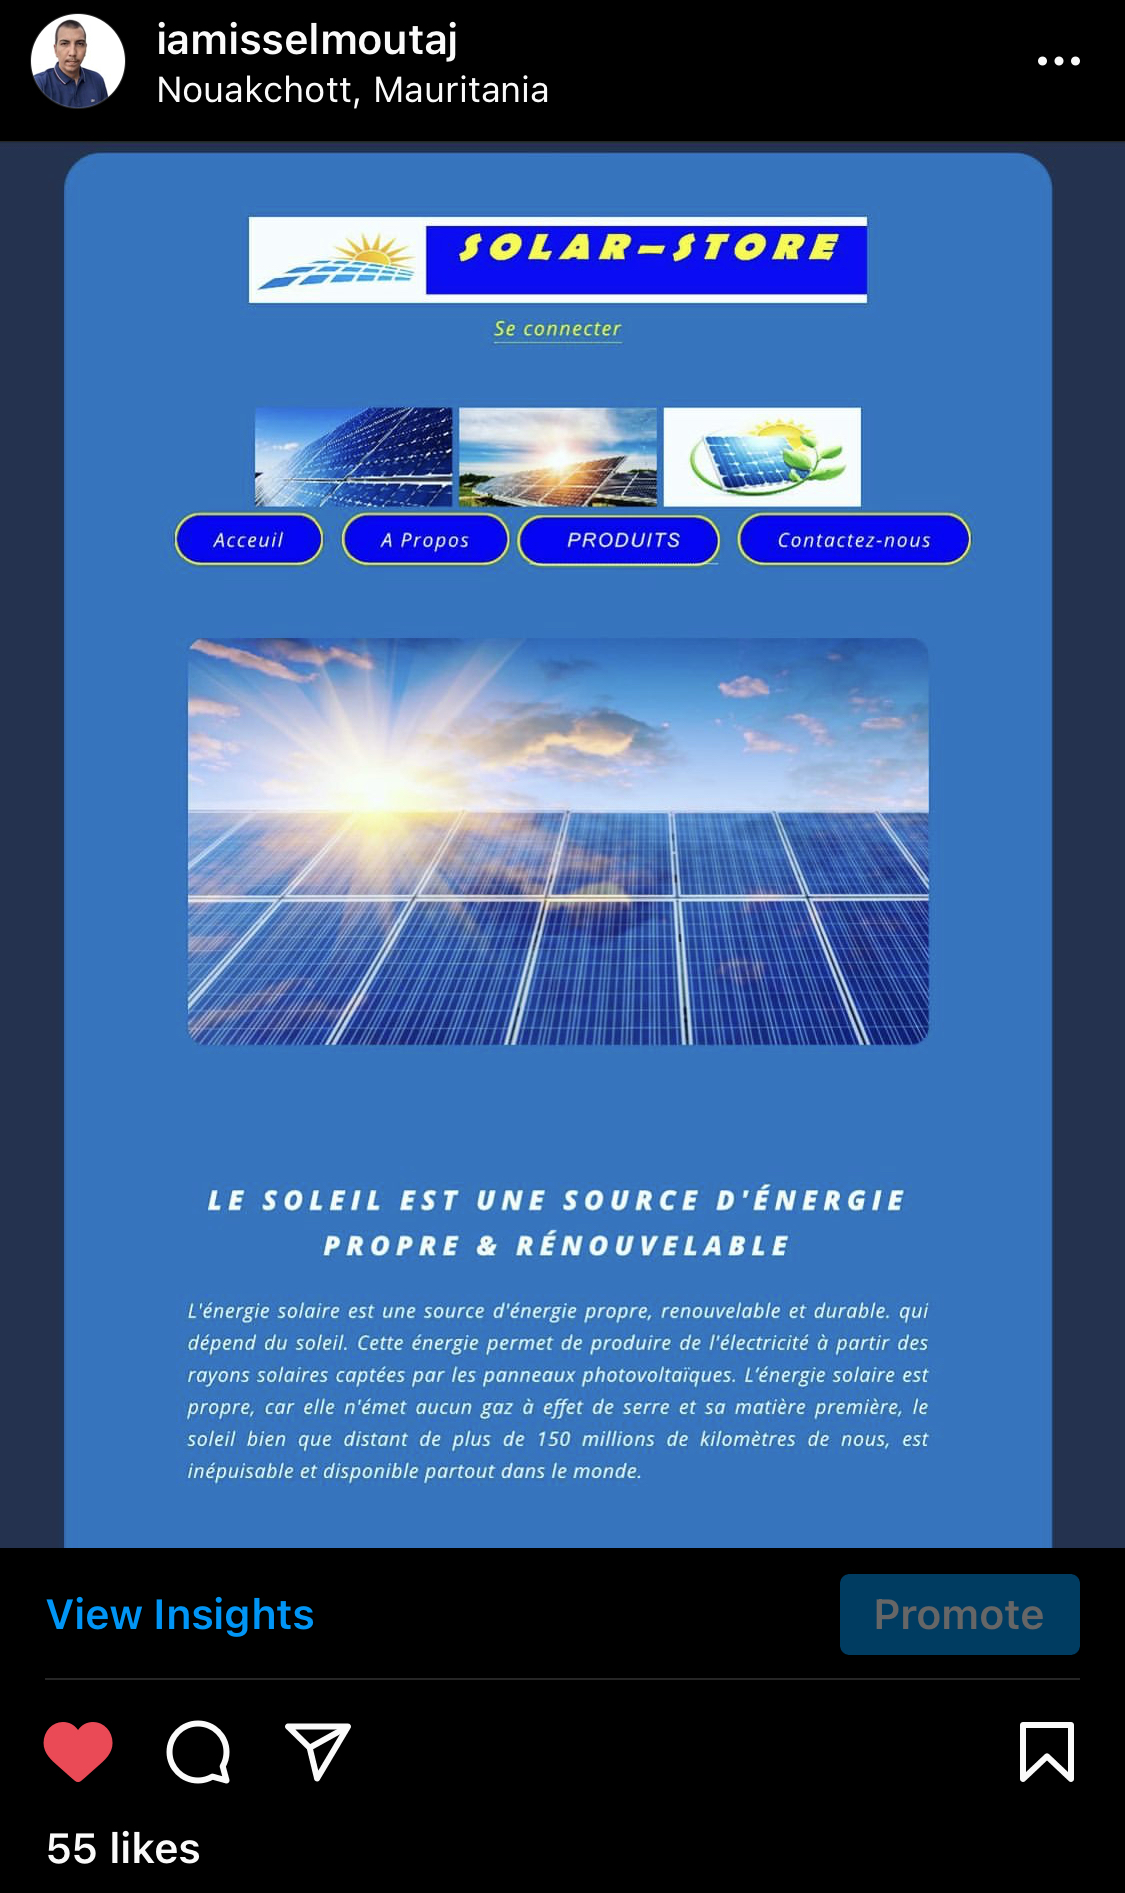 iamisselmoutaj
Nouakchott, Mauritania
SOLAR-STORE
Se connecter
Acceuil
A Propos
PRODUITS
Contactez-nous
LE SOLEIL EST UNE SOURCE D'ÉNERGIE
PROPRE & RÉNOUVELABLE
L'énergie solaire est une source d'énergie propre, renouvelable et durable. qui
dépend du soleil. Cette énergie permet de produire de l'électricité à partir des
rayons solaires captées par les panneaux photovoltaïques. L'énergie solaire est
propre, car elle n'émet aucun gaz à effet de serre et sa matière première, le
soleil bien que distant de plus de 150 millions de kilomètres de nous, est
inépuisable et disponible partout dans le monde.
View Insights
Promote
55 likes